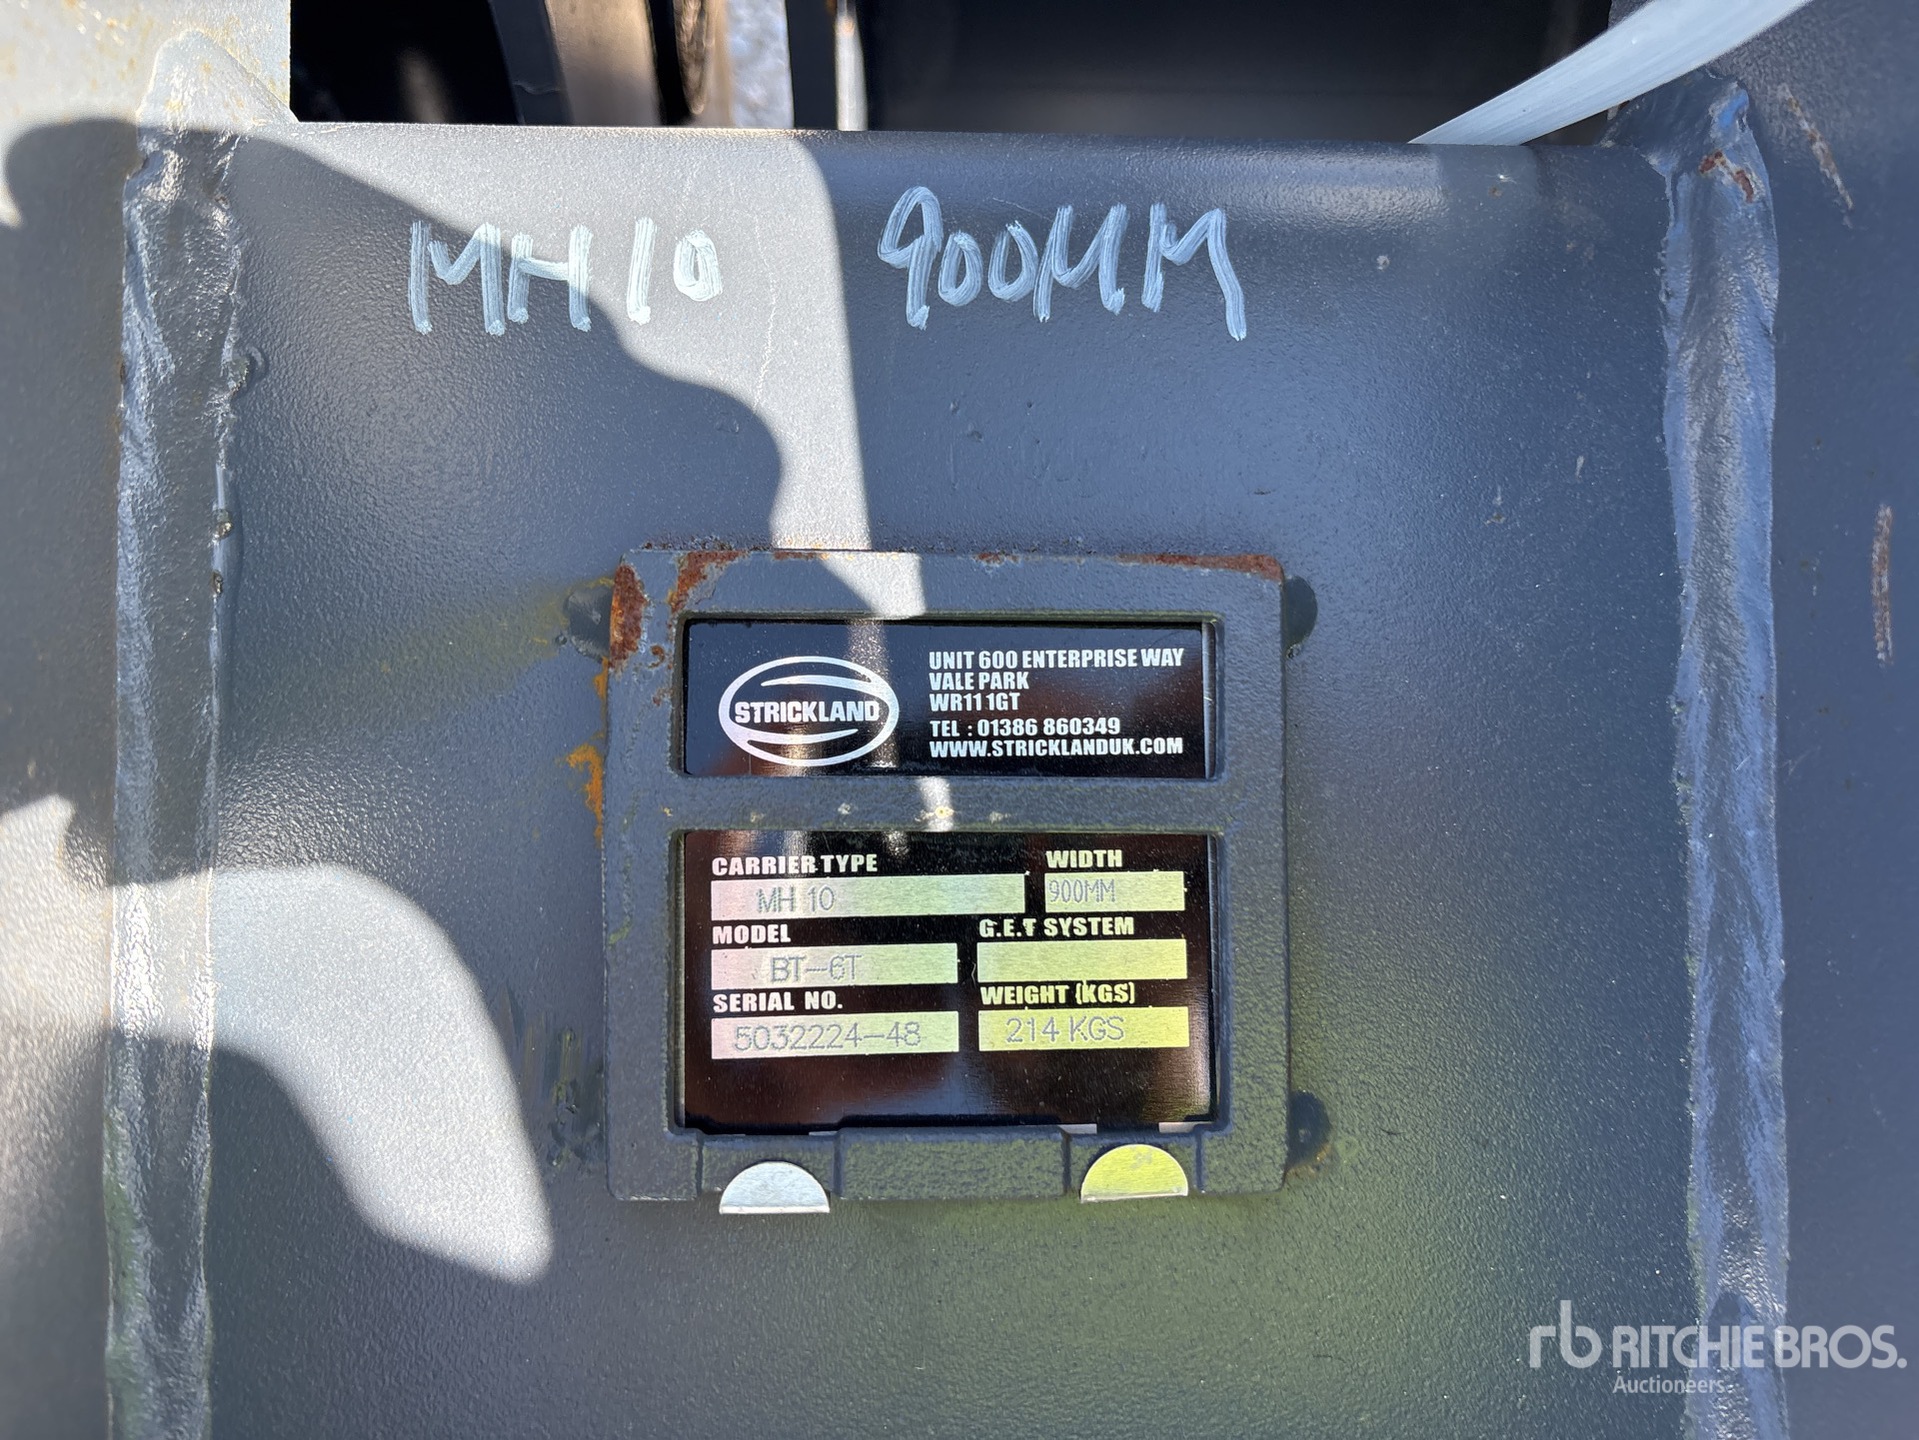 MH10 900MM
STRICKLAND
UNIT 600 ENTERPRISE WAY
VALE PARK
WR11 1GT
TEL : 01386 860349
WWW.STRICKLANDUK.COM
CARRIER TYPE WIDTH
MH 10 900MM
MODEL G.E.T SYSTEM
BT-6T
SERIAL NO. WEIGHT (KGS)
5032224-48 214 KGS
rb RITCHIE BROS.
Auctioneers